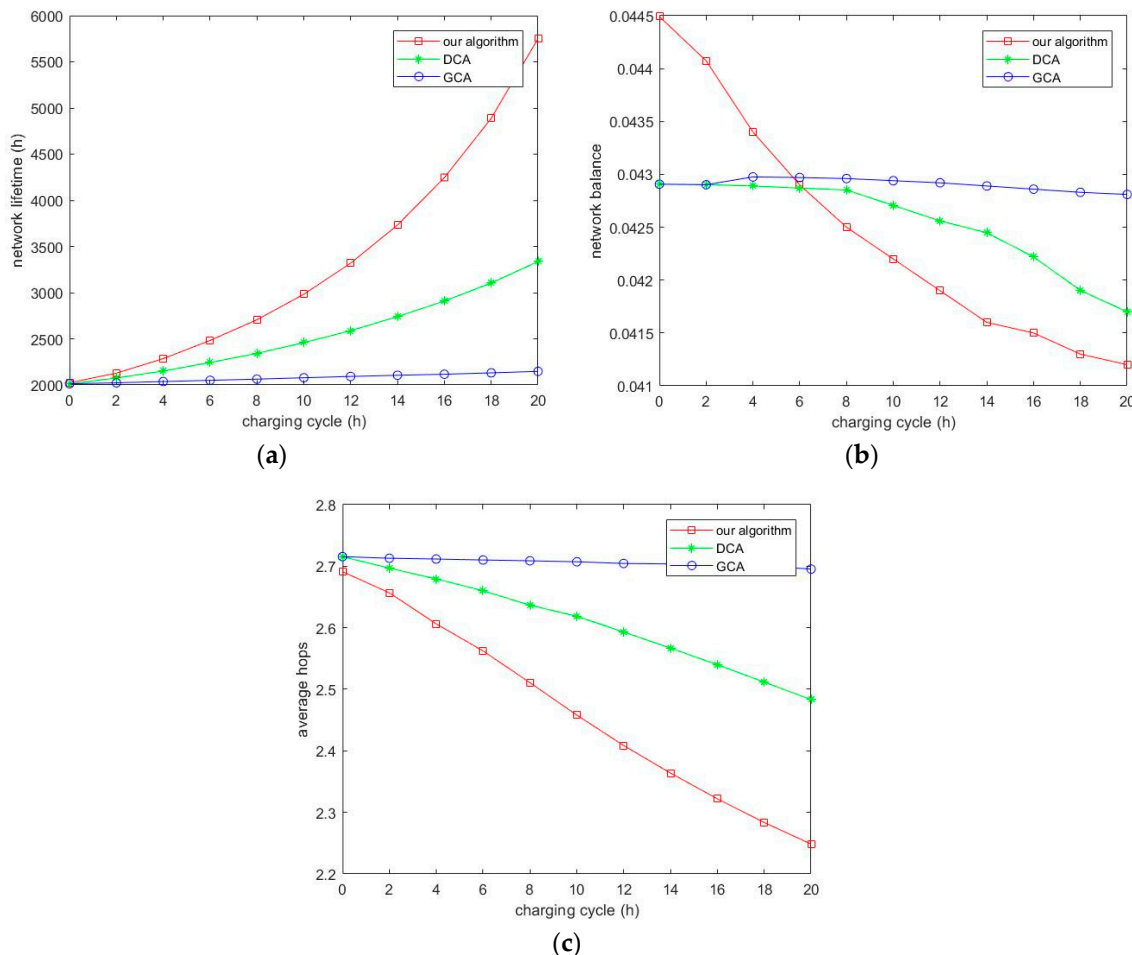 6000
5500
5000
4500
4000
3500
3000
2500
2000
network lifetime (h)
our algorithm
DCA
GCA
0 2 4 6 8 10 12 14 16 18 20
charging cycle (h)
(a)
0.0445
0.044
0.0435
0.043
0.0425
0.042
0.0415
0.041
network balance
our algorithm
DCA
GCA
0 2 4 6 8 10 12 14 16 18 20
charging cycle (h)
(b)
2.8
2.7
2.6
2.5
2.4
2.3
2.2
average hops
our algorithm
DCA
GCA
0 2 4 6 8 10 12 14 16 18 20
charging cycle (h)
(c)